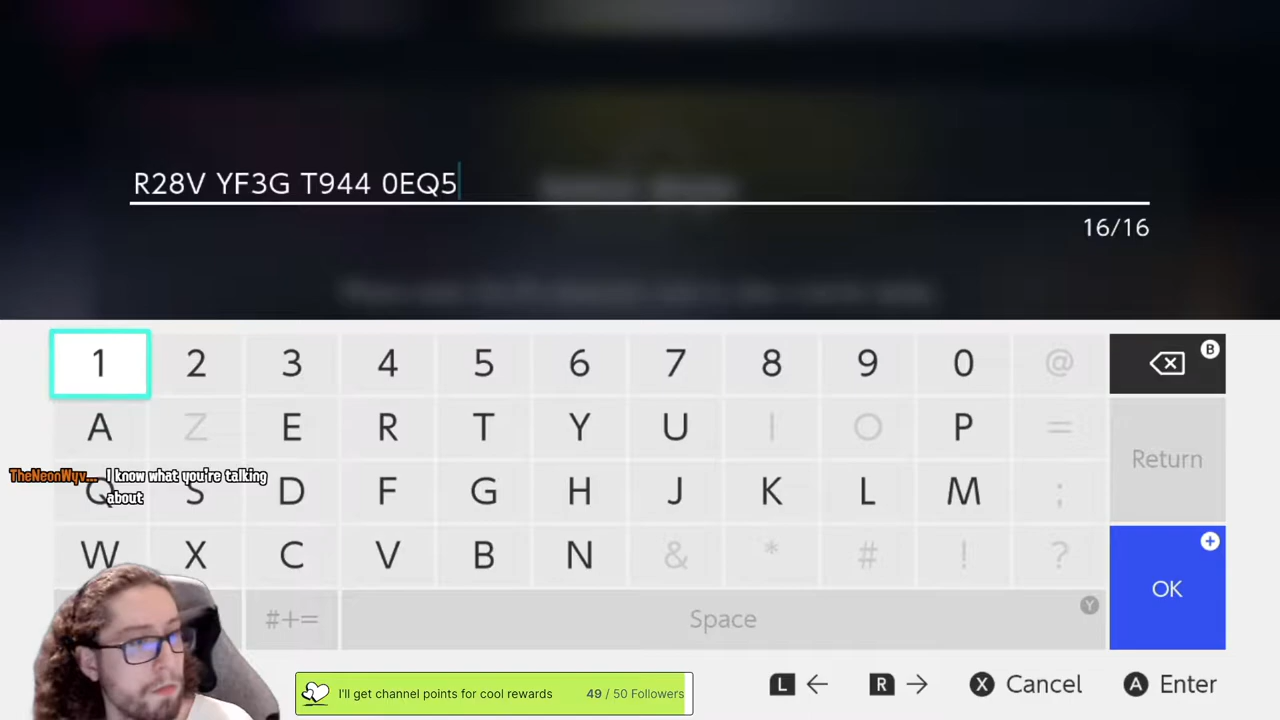 R28V YF3G T944 0EQ5
16/16
1 2 3 4 5 6 7 8 9 0 @ B
A Z E R T Y U I O P =
Return
TheNeonWyv... I know what you're talking
about
Q S D F G H J K L M ;
W X C V B N & * # ! ? +
OK
#+= Space Y
I'll get channel points for cool rewards 49 / 50 Followers
L ← R → X Cancel A Enter